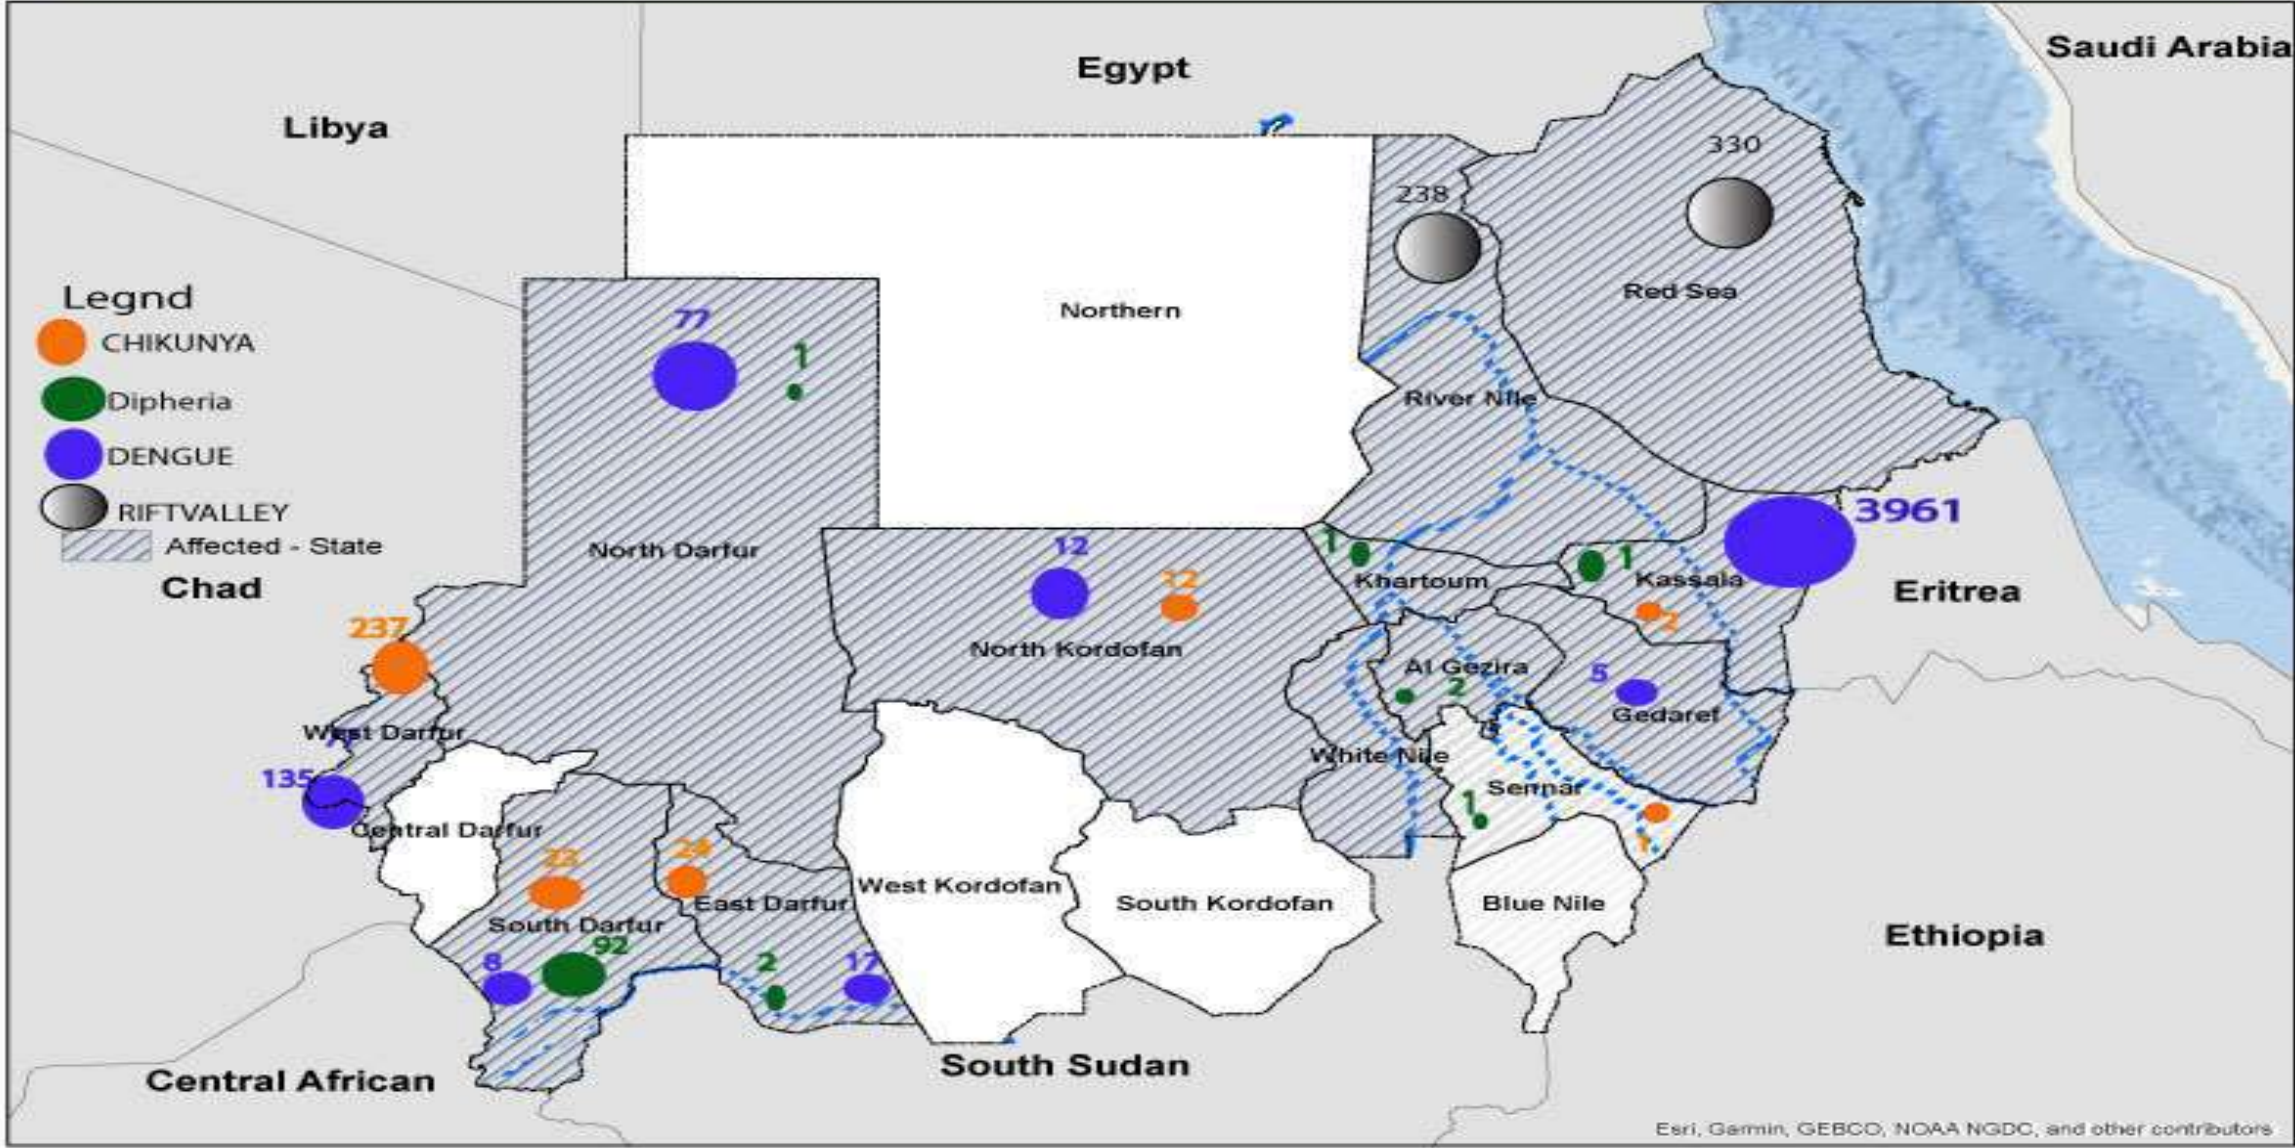 Saudi Arabia
Egypt
Libya
330
238
Red Sea
Northern
Legnd
CHIKUNYA
Dipheria
DENGUE
RIFTVALLEY
Affected - State
77
1
River Nile
3961
North Darfur
12
12
1
Khartoum
1
Kassala
2
Chad
Eritrea
237
North Kordofan
Al Gezira
2
5
Gedaref
West Darfur
135
White Nile
Sennar
1
1
Central Darfur
23
24
West Kordofan
South Kordofan
Blue Nile
East Darfur
South Darfur
92
8
2
17
Ethiopia
South Sudan
Central African
Esri, Garmin, GEBCO, NOAA NGDC, and other contributors